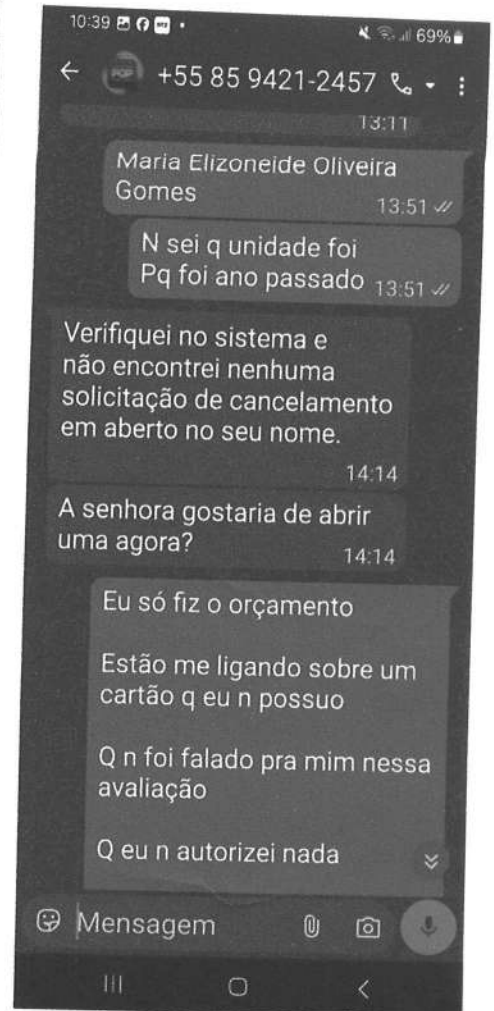 10:39
69%
+55 85 9421-2457
13:11
Maria Elizoneide Oliveira
Gomes
13:51
N sei q unidade foi
Pq foi ano passado 13:51
Verifiquei no sistema e
não encontrei nenhuma
solicitação de cancelamento
em aberto no seu nome.
14:14
A senhora gostaria de abrir
uma agora?
14:14
Eu só fiz o orçamento
Estão me ligando sobre um
cartão q eu n possuo
Q n foi falado pra mim nessa
avaliação
Q eu n autorizei nada
Mensagem